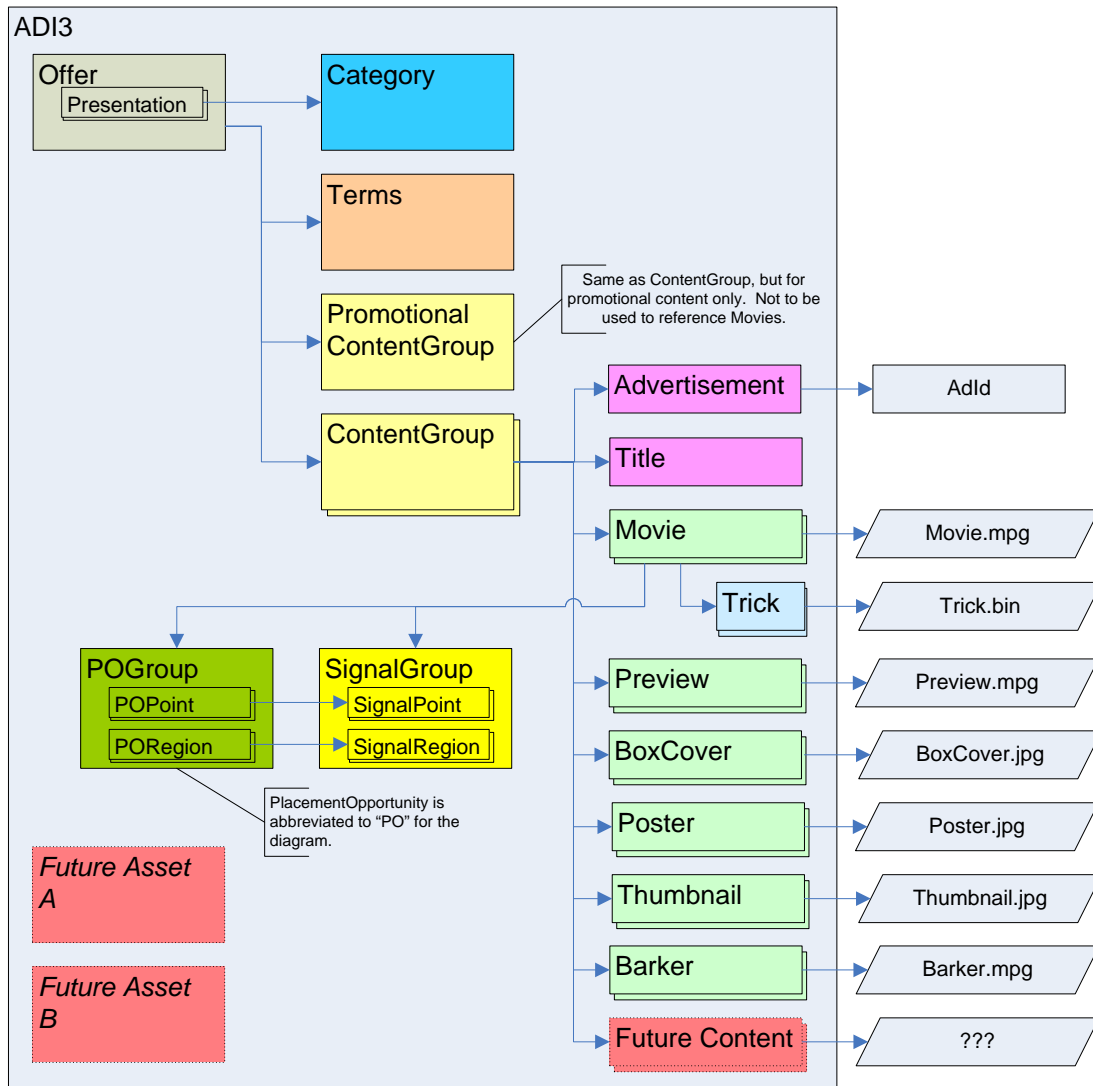 ADI3
Offer
Presentation
Category
Terms
Promotional
ContentGroup
Same as ContentGroup, but for
promotional content only.  Not to be
used to reference Movies.
ContentGroup
Advertisement
AdId
Title
Movie
Movie.mpg
Trick
Trick.bin
POGroup
POPoint
PORegion
SignalGroup
SignalPoint
SignalRegion
Preview
Preview.mpg
BoxCover
BoxCover.jpg
PlacementOpportunity is
abbreviated to “PO” for the
diagram.
Poster
Poster.jpg
Future Asset
A
Thumbnail
Thumbnail.jpg
Barker
Barker.mpg
Future Asset
B
Future Content
???